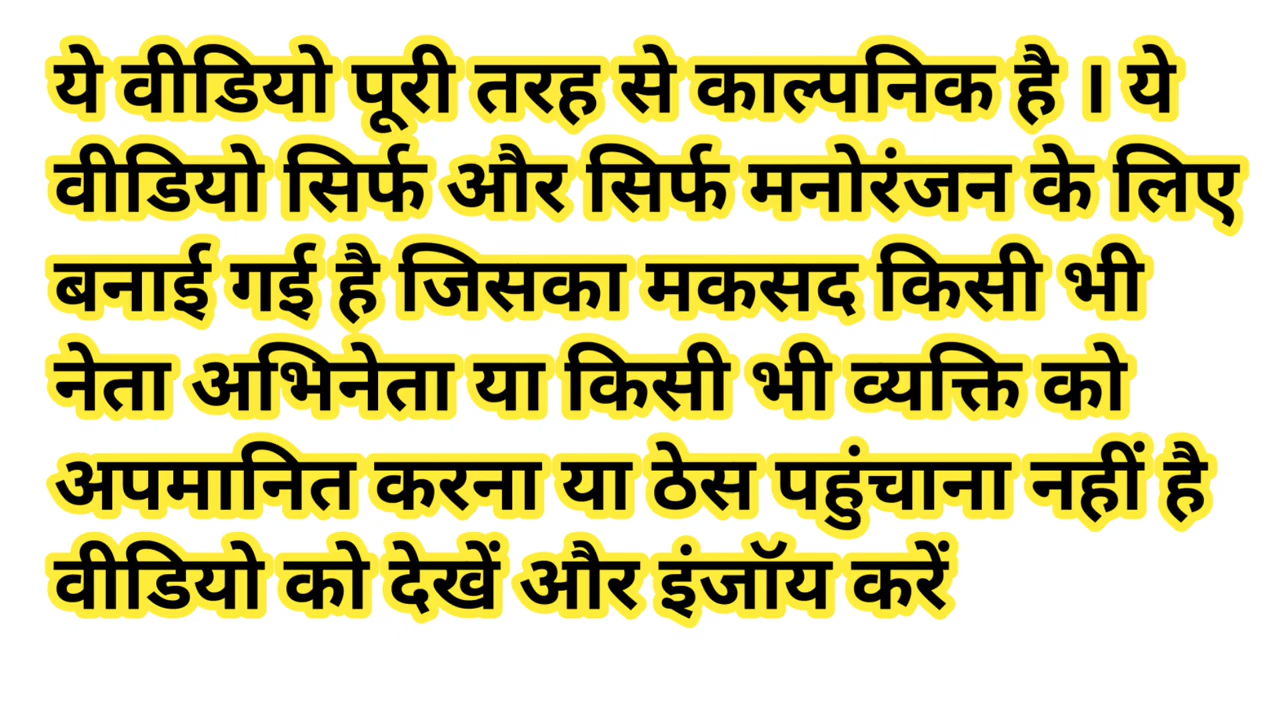 ये वीडियो पूरी तरह से काल्पनिक है । ये
वीडियो सिर्फ और सिर्फ मनोरंजन के लिए
बनाई गई है जिसका मकसद किसी भी
नेता अभिनेता या किसी भी व्यक्ति को
अपमानित करना या ठेस पहुंचाना नहीं है
वीडियो को देखें और इंजॉय करें